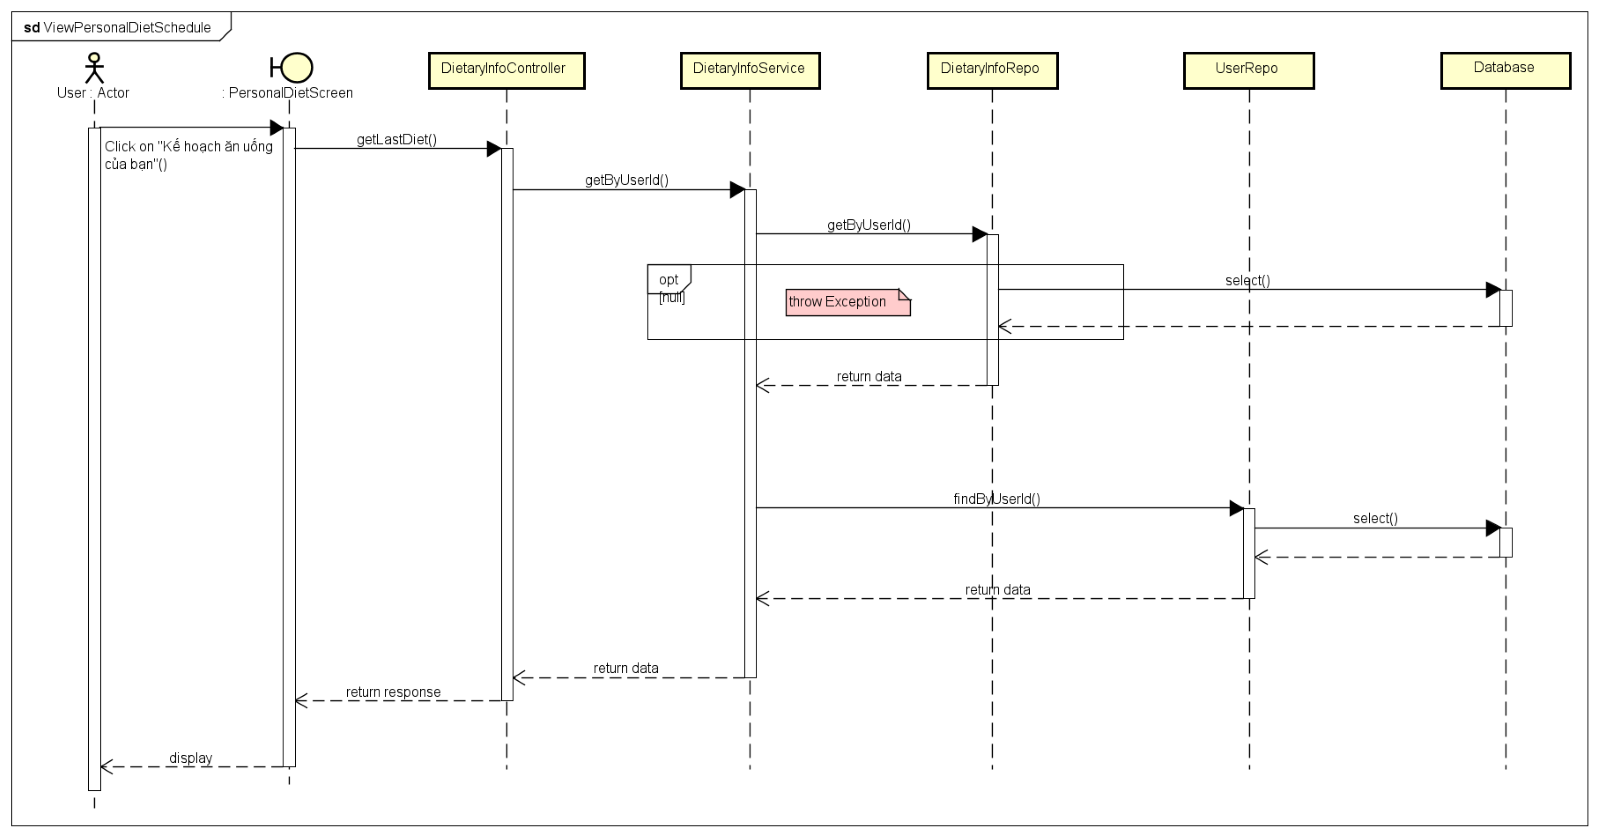 sd ViewPersonalDietSchedule
User : Actor
: PersonalDietScreen
DietaryInfoController
DietaryInfoService
DietaryInfoRepo
UserRepo
Database
Click on "Kế hoạch ăn uống
của bạn"()
getLastDiet()
getByUserId()
getByUserId()
opt
[null]
throw Exception
select()
return data
findByUserId()
select()
return data
return data
return response
display